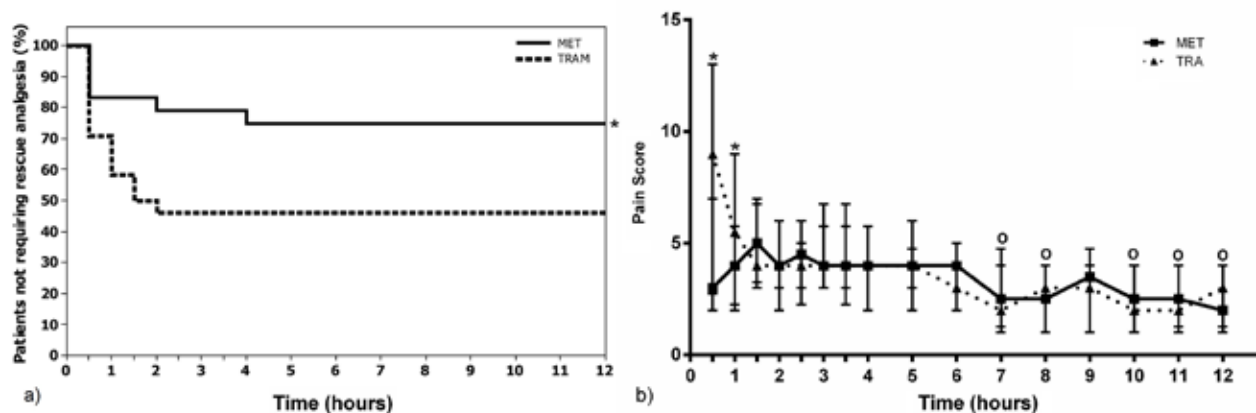 Patients not requiring rescue analgesia (%)
100
90
80
70
60
50
40
30
20
10
0
MET
TRAM
*
0 1 2 3 4 5 6 7 8 9 10 11 12
Time (hours)
a)
Pain Score
15
10
5
0
MET
TRA
*
*
o o o o o
0 1 2 3 4 5 6 7 8 9 10 11 12
Time (hours)
b)